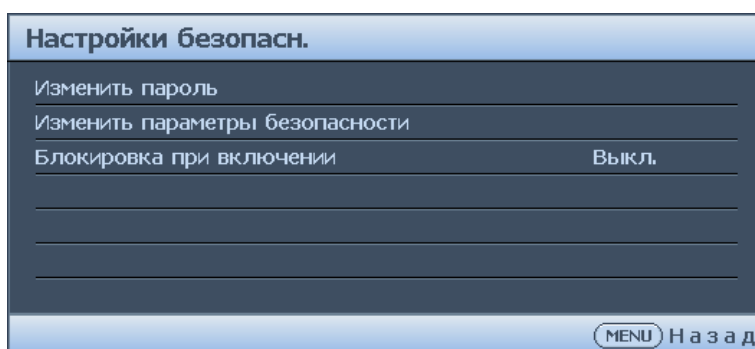 Настройки безопасн.
Изменить пароль
Изменить параметры безопасности
Блокировка при включении Выкл.
MENU Назад